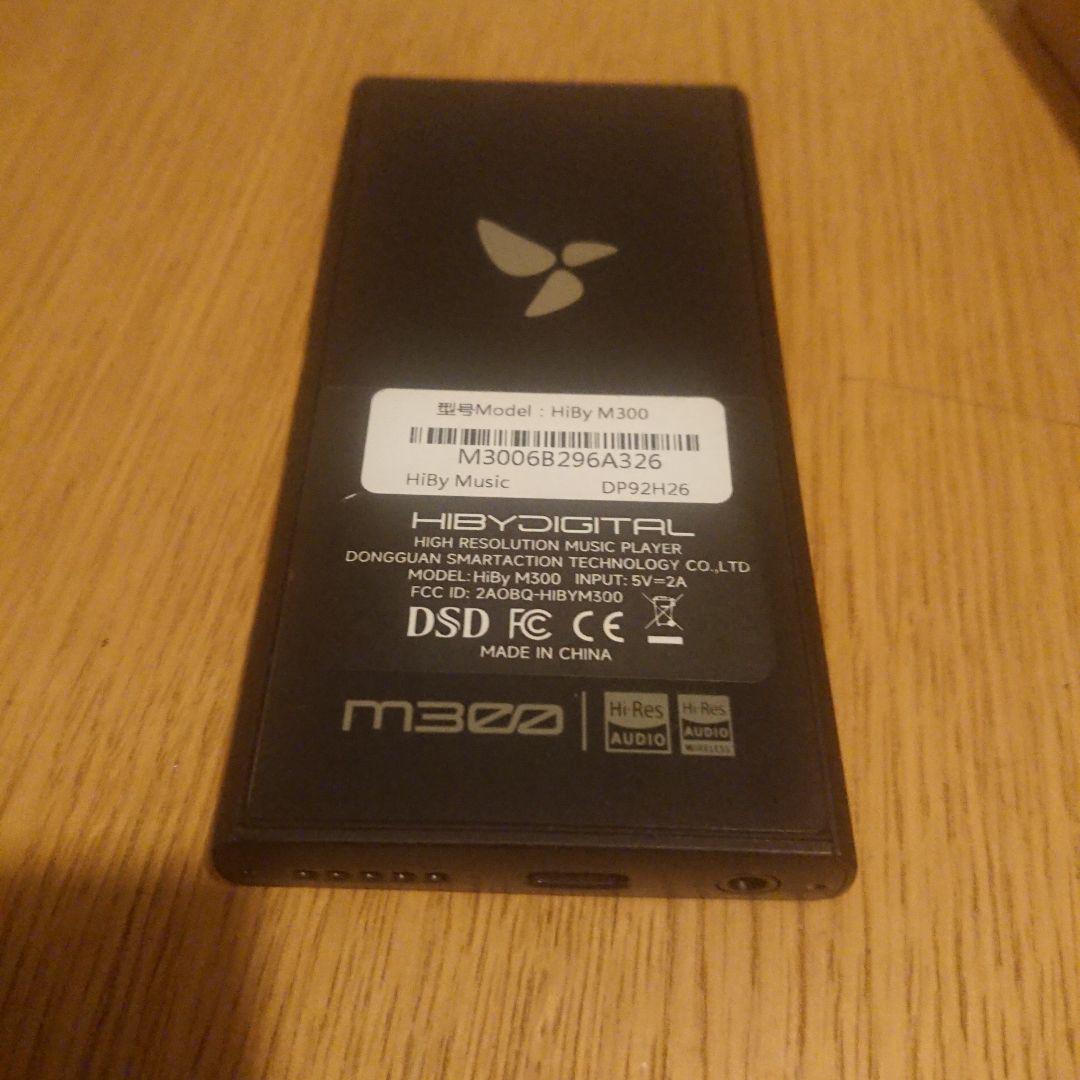 型号Model : HiBy M300
M3006B296A326
HiBy Music DP92H26
HIBYDIGITAL
HIGH RESOLUTION MUSIC PLAYER
DONGGUAN SMARTACTION TECHNOLOGY CO.,LTD
MODEL: HiBy M300 INPUT: 5V=2A
FCC ID: 2AOBQ-HIBYM300
DSD FC CE
MADE IN CHINA
M300 Hi-Res AUDIO Hi-Res AUDIO WIRELESS